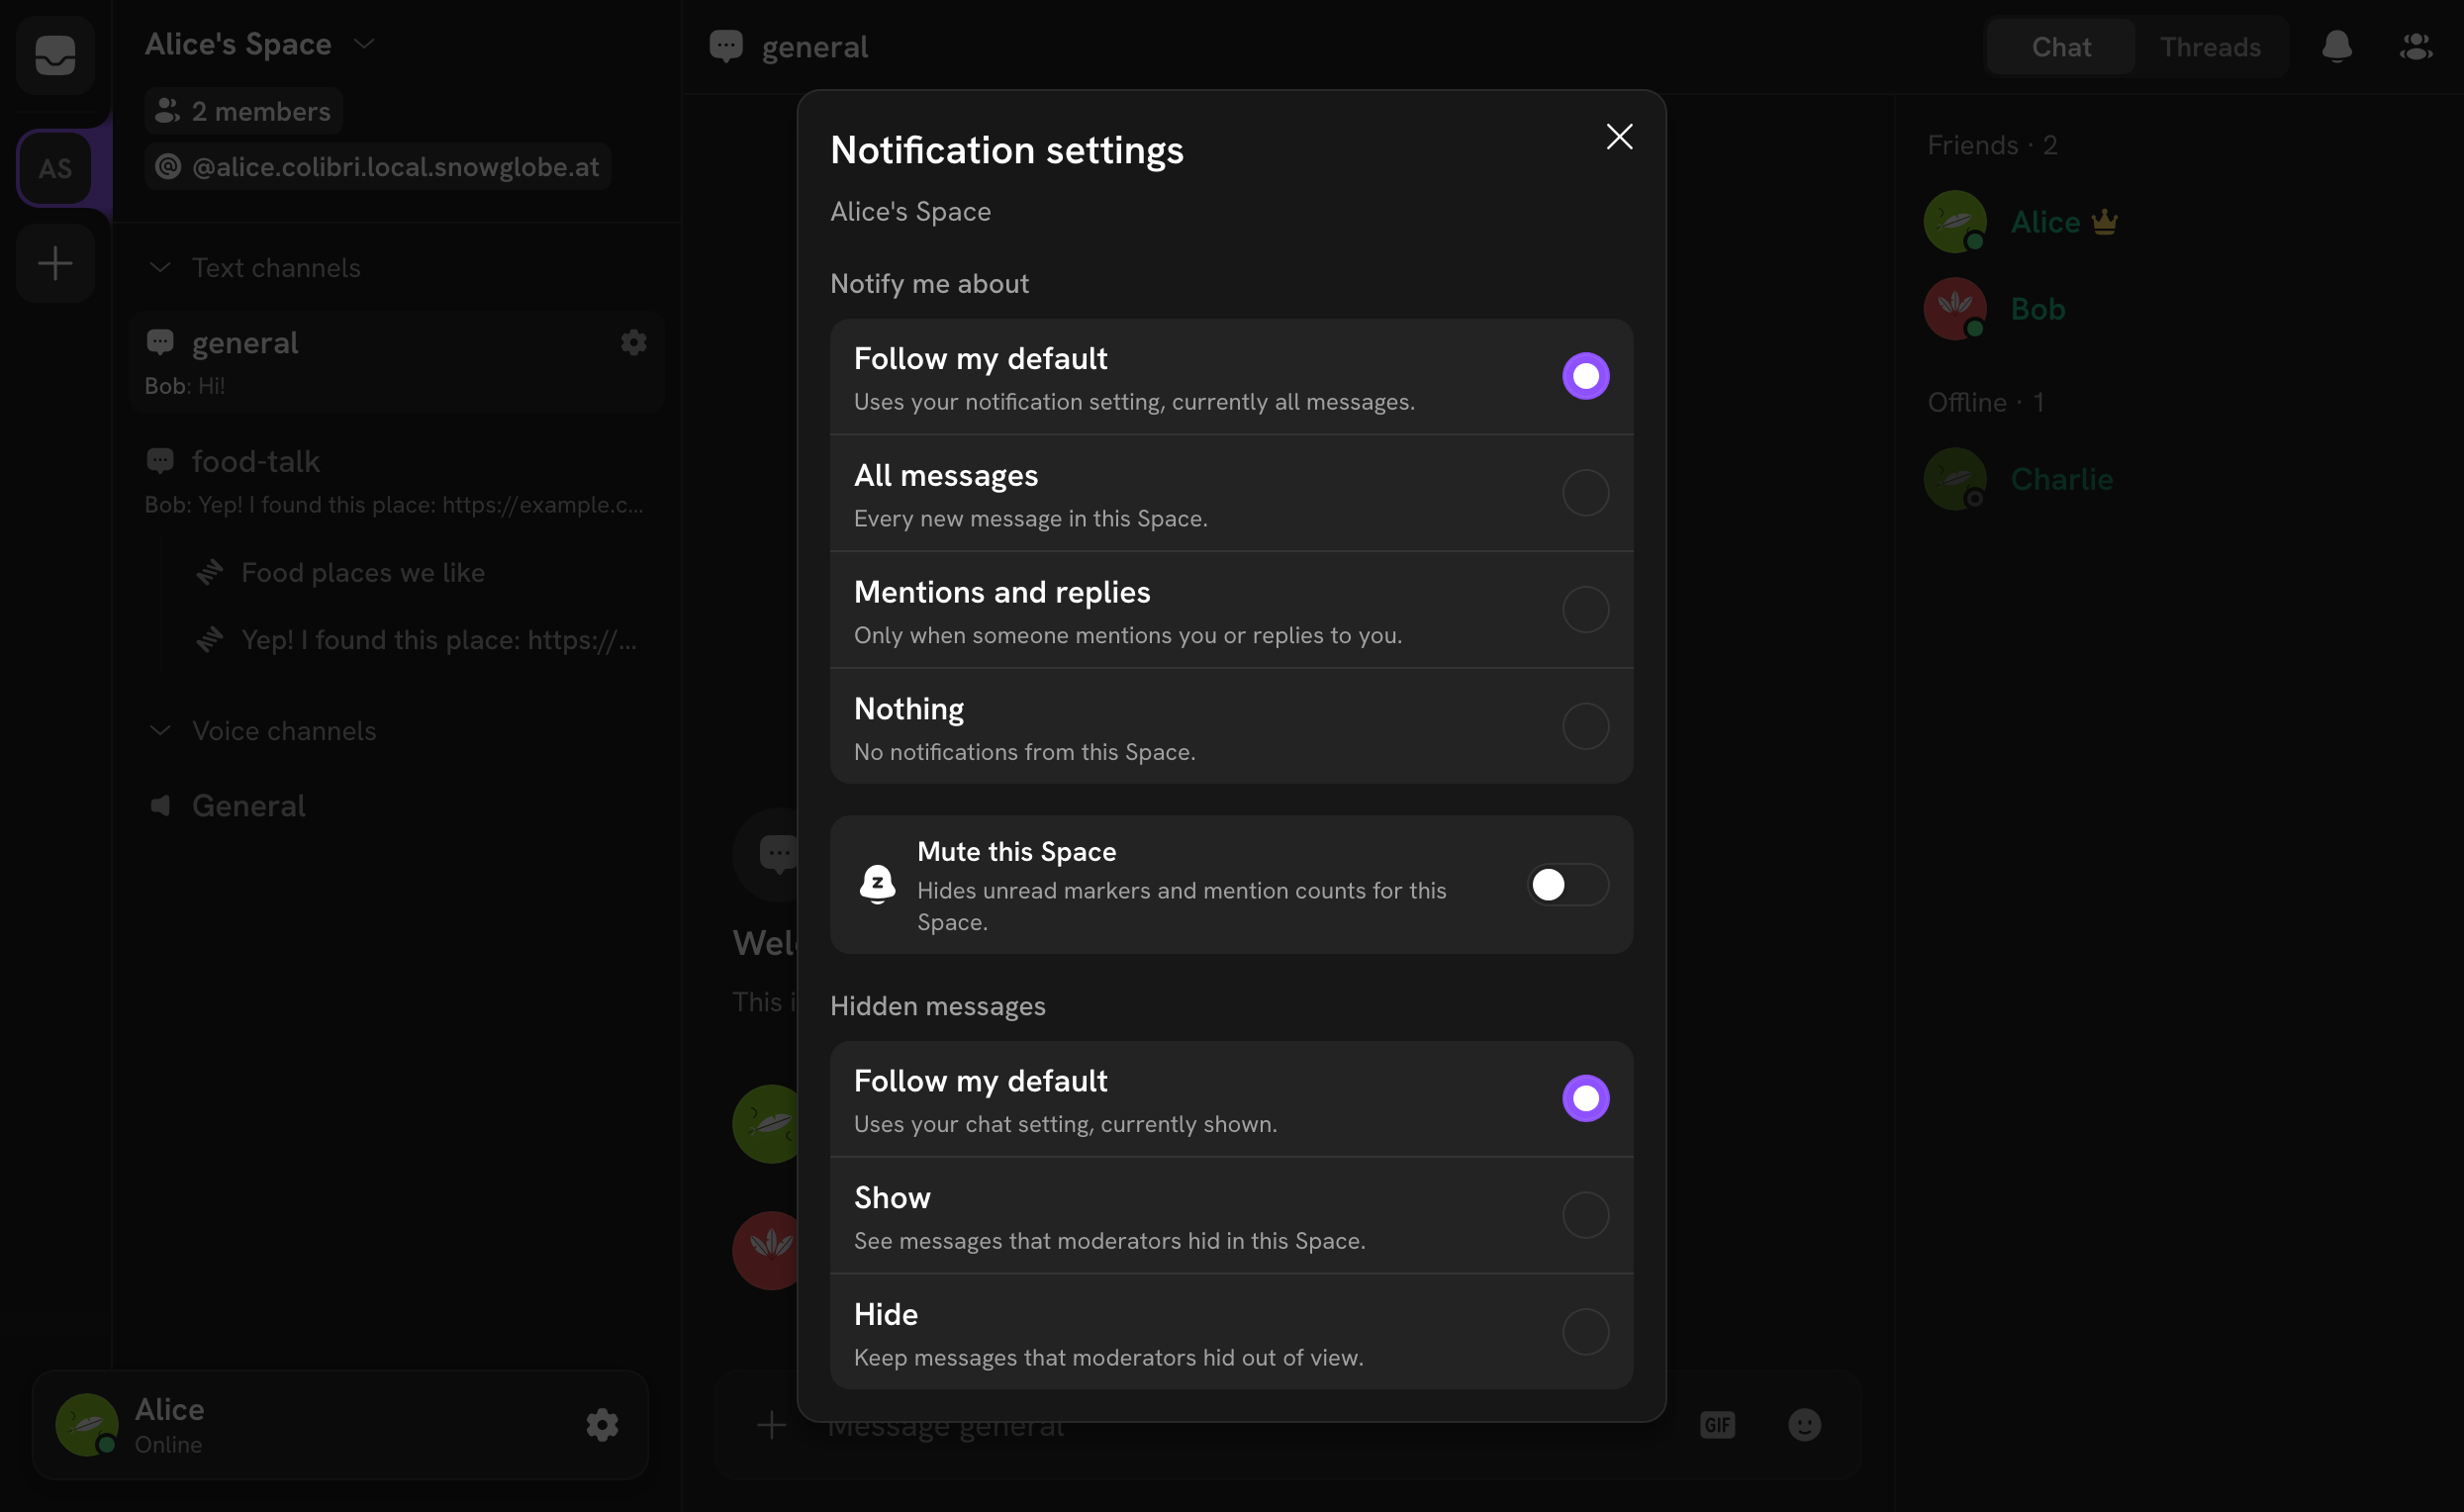 Alice's Space
2 members
@alice.colibri.local.snowglobe.at
AS
Text channels
general
Bob: Hi!
food-talk
Bob: Yep! I found this place: https://example.c...
Food places we like
Yep! I found this place: https://...
Voice channels
General
Alice
Online
general
Chat
Threads
Wel
This i
Message general
GIF
Notification settings
Alice's Space
Notify me about
Follow my default
Uses your notification setting, currently all messages.
All messages
Every new message in this Space.
Mentions and replies
Only when someone mentions you or replies to you.
Nothing
No notifications from this Space.
Mute this Space
Hides unread markers and mention counts for this
Space.
Hidden messages
Follow my default
Uses your chat setting, currently shown.
Show
See messages that moderators hid in this Space.
Hide
Keep messages that moderators hid out of view.
Friends · 2
Alice
Bob
Offline · 1
Charlie